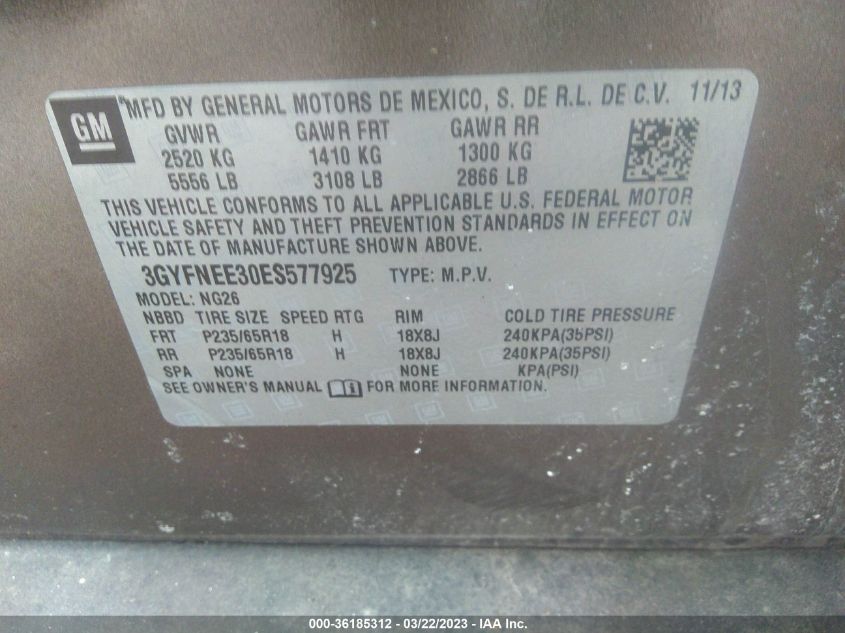 GM
MFD BY GENERAL MOTORS DE MEXICO, S. DE R.L. DE C.V. 11/13
GVWR GAWR FRT GAWR RR
2520 KG 1410 KG 1300 KG
5556 LB 3108 LB 2866 LB
THIS VEHICLE CONFORMS TO ALL APPLICABLE U.S. FEDERAL MOTOR
VEHICLE SAFETY AND THEFT PREVENTION STANDARDS IN EFFECT ON
THE DATE OF MANUFACTURE SHOWN ABOVE.
3GYFNEE30ES577925 TYPE: M.P.V.
MODEL: NG26
NBBD TIRE SIZE SPEED RTG RIM COLD TIRE PRESSURE
FRT P235/65R18 H 18X8J 240KPA(35PSI)
RR P235/65R18 H 18X8J 240KPA(35PSI)
SPA NONE NONE KPA(PSI)
SEE OWNER'S MANUAL FOR MORE INFORMATION.
000-36185312 - 03/22/2023 - IAA Inc.